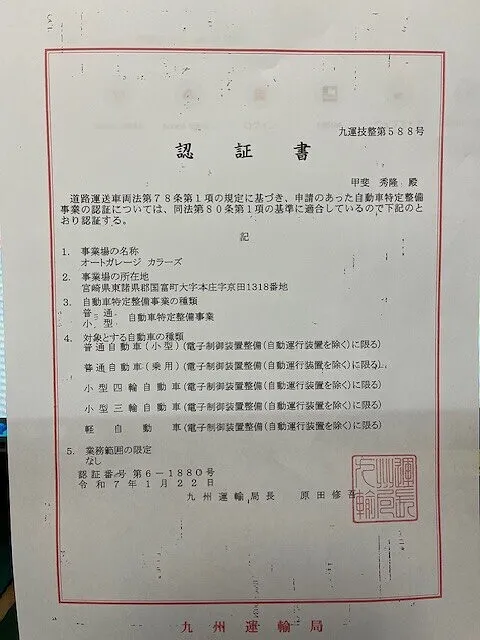 九運技整第588号
認証書
甲斐 秀隆 殿
道路運送車両法第78条第1項の規定に基づき、申請のあった自動車特定整備
事業の認証については、同法第80条第1項の基準に適合しているので下記のと
おり認証する。
記
1. 事業場の名称
オートガレージ カラーズ
2. 事業場の所在地
宮崎県東諸県郡国富町大字本庄字京田1318番地
3. 自動車特定整備事業の種類
普通
小型 自動車特定整備事業
4. 対象とする自動車の種類
普通自動車(小型)(電子制御装置整備(自動運行装置を除く)に限る)
普通自動車(乗用)(電子制御装置整備(自動運行装置を除く)に限る)
小型四輪自動車(電子制御装置整備(自動運行装置を除く)に限る)
小型三輪自動車(電子制御装置整備(自動運行装置を除く)に限る)
軽自動車(電子制御装置整備(自動運行装置を除く)に限る)
5. 業務範囲の限定
なし
認証番号第6-1880号
令和7年1月22日
九州運輸局長 原田修吾
九州運輸局